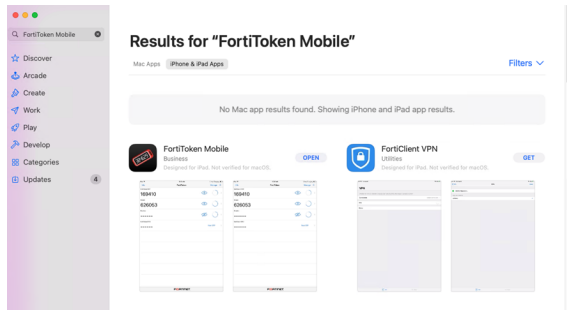 FortiToken Mobile
Discover
Arcade
Create
Work
Play
Develop
Categories
Updates 4
Results for “FortiToken Mobile”
Mac Apps iPhone & iPad Apps Filters
No Mac app results found. Showing iPhone and iPad app results.
FortiToken Mobile
Business
Designed for iPad. Not verified for macOS.
OPEN
169410
626053
169410
626053
FORTINET
FORTINET
FortiClient VPN
Utilities
Designed for iPad. Not verified for macOS.
GET
VPN